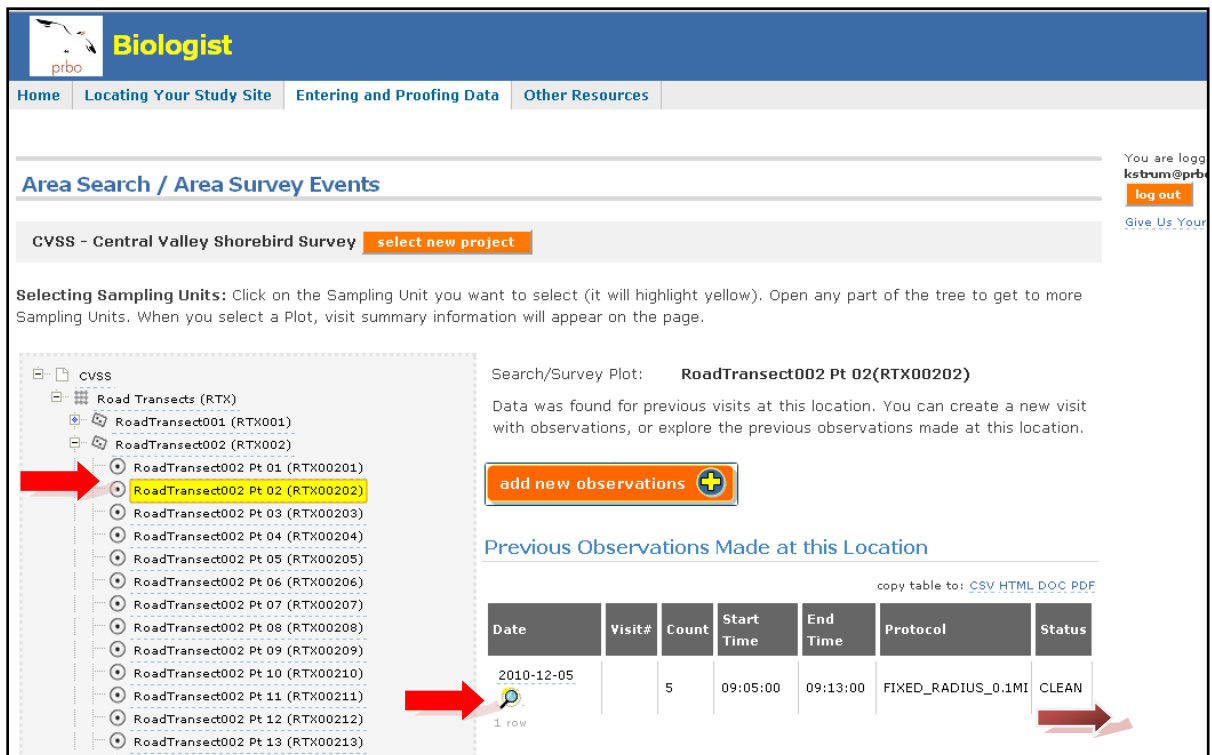 prbo
Biologist
Home Locating Your Study Site Entering and Proofing Data Other Resources
You are logg
kstrum@prbo
log out
Give Us Your
Area Search / Area Survey Events
CVSS - Central Valley Shorebird Survey select new project
Selecting Sampling Units: Click on the Sampling Unit you want to select (it will highlight yellow). Open any part of the tree to get to more
Sampling Units. When you select a Plot, visit summary information will appear on the page.
CVSS
Road Transects (RTX)
RoadTransect001 (RTX001)
RoadTransect002 (RTX002)
RoadTransect002 Pt 01 (RTX00201)
RoadTransect002 Pt 02 (RTX00202)
RoadTransect002 Pt 03 (RTX00203)
RoadTransect002 Pt 04 (RTX00204)
RoadTransect002 Pt 05 (RTX00205)
RoadTransect002 Pt 06 (RTX00206)
RoadTransect002 Pt 07 (RTX00207)
RoadTransect002 Pt 08 (RTX00208)
RoadTransect002 Pt 09 (RTX00209)
RoadTransect002 Pt 10 (RTX00210)
RoadTransect002 Pt 11 (RTX00211)
RoadTransect002 Pt 12 (RTX00212)
RoadTransect002 Pt 13 (RTX00213)
Search/Survey Plot: RoadTransect002 Pt 02(RTX00202)
Data was found for previous visits at this location. You can create a new visit
with observations, or explore the previous observations made at this location.
add new observations
Previous Observations Made at this Location
copy table to: CSV HTML DOC PDF
Date Visit# Count Start Time End Time Protocol Status
2010-12-05 5 09:05:00 09:13:00 FIXED_RADIUS_0.1MI CLEAN
1 row